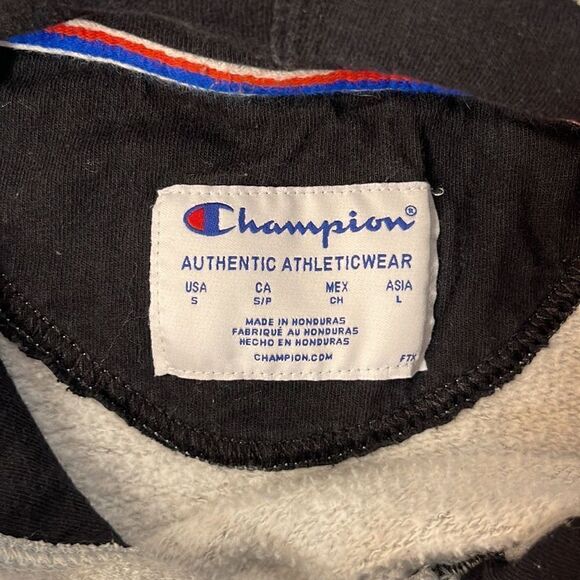 Champion®
AUTHENTIC ATHLETICWEAR
USA CA MEX ASIA
S S/P CH L
MADE IN HONDURAS
FABRIQUÉ AU HONDURAS
HECHO EN HONDURAS
CHAMPION.COM FTX